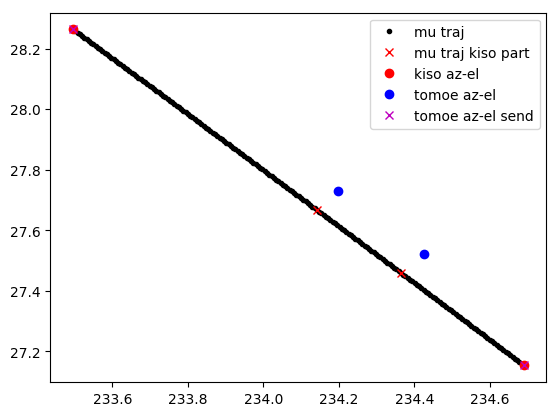 mu traj
mu traj kiso part
kiso az-el
tomoe az-el
tomoe az-el send
28.2
28.0
27.8
27.6
27.4
27.2
233.6 233.8 234.0 234.2 234.4 234.6